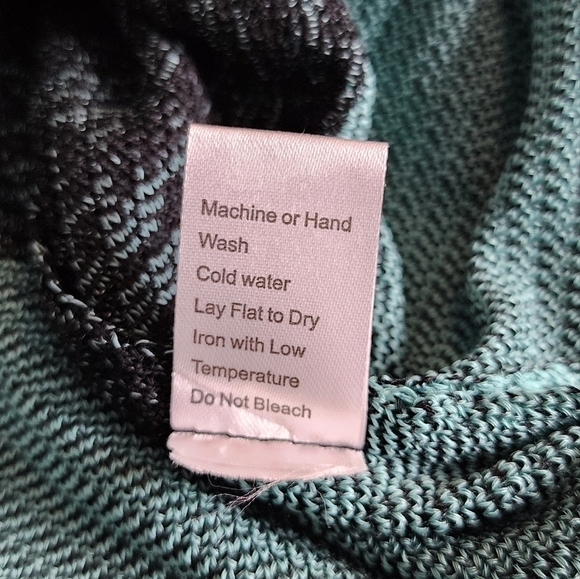 Machine or Hand
Wash
Cold water
Lay Flat to Dry
Iron with Low
Temperature
Do Not Bleach